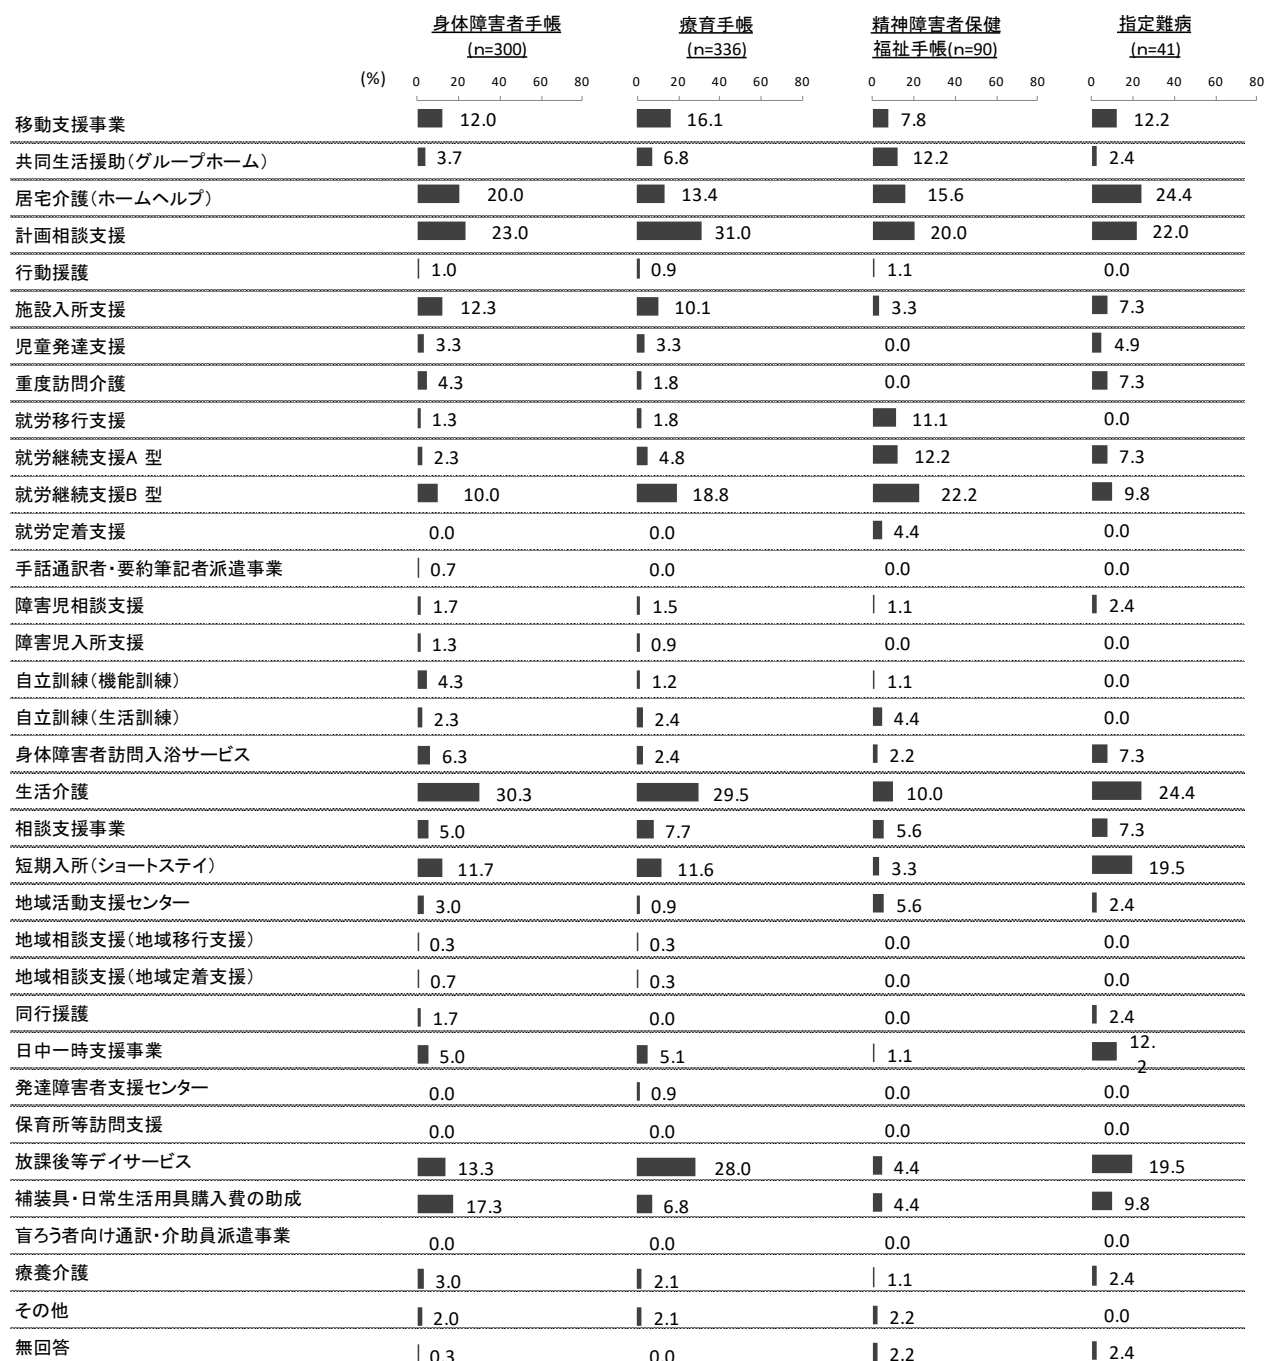 身体障害者手帳 療育手帳 精神障害者保健 指定難病
(n=300) (n=336) 福祉手帳(n=90) (n=41)
(%) 0 20 40 60 80 0 20 40 60 80 0 20 40 60 80 0 20 40 60 80
移動支援事業 12.0 16.1 7.8 12.2
共同生活援助(グループホーム) 3.7 6.8 12.2 2.4
居宅介護(ホームヘルプ) 20.0 13.4 15.6 24.4
計画相談支援 23.0 31.0 20.0 22.0
行動援護 1.0 0.9 1.1 0.0
施設入所支援 12.3 10.1 3.3 7.3
児童発達支援 3.3 3.3 0.0 4.9
重度訪問介護 4.3 1.8 0.0 7.3
就労移行支援 1.3 1.8 11.1 0.0
就労継続支援A 型 2.3 4.8 12.2 7.3
就労継続支援B 型 10.0 18.8 22.2 9.8
就労定着支援 0.0 0.0 4.4 0.0
手話通訳者・要約筆記者派遣事業 0.7 0.0 0.0 0.0
障害児相談支援 1.7 1.5 1.1 2.4
障害児入所支援 1.3 0.9 0.0 0.0
自立訓練(機能訓練) 4.3 1.2 1.1 0.0
自立訓練(生活訓練) 2.3 2.4 4.4 0.0
身体障害者訪問入浴サービス 6.3 2.4 2.2 7.3
生活介護 30.3 29.5 10.0 24.4
相談支援事業 5.0 7.7 5.6 7.3
短期入所(ショートステイ) 11.7 11.6 3.3 19.5
地域活動支援センター 3.0 0.9 5.6 2.4
地域相談支援(地域移行支援) 0.3 0.3 0.0 0.0
地域相談支援(地域定着支援) 0.7 0.3 0.0 0.0
同行援護 1.7 0.0 0.0 2.4
日中一時支援事業 5.0 5.1 1.1 12.
2
発達障害者支援センター 0.0 0.9 0.0 0.0
保育所等訪問支援 0.0 0.0 0.0 0.0
放課後等デイサービス 13.3 28.0 4.4 19.5
補装具・日常生活用具購入費の助成 17.3 6.8 4.4 9.8
盲ろう者向け通訳・介助員派遣事業 0.0 0.0 0.0 0.0
療養介護 3.0 2.1 1.1 2.4
その他 2.0 2.1 2.2 0.0
無回答 0.3 0.0 2.2 2.4